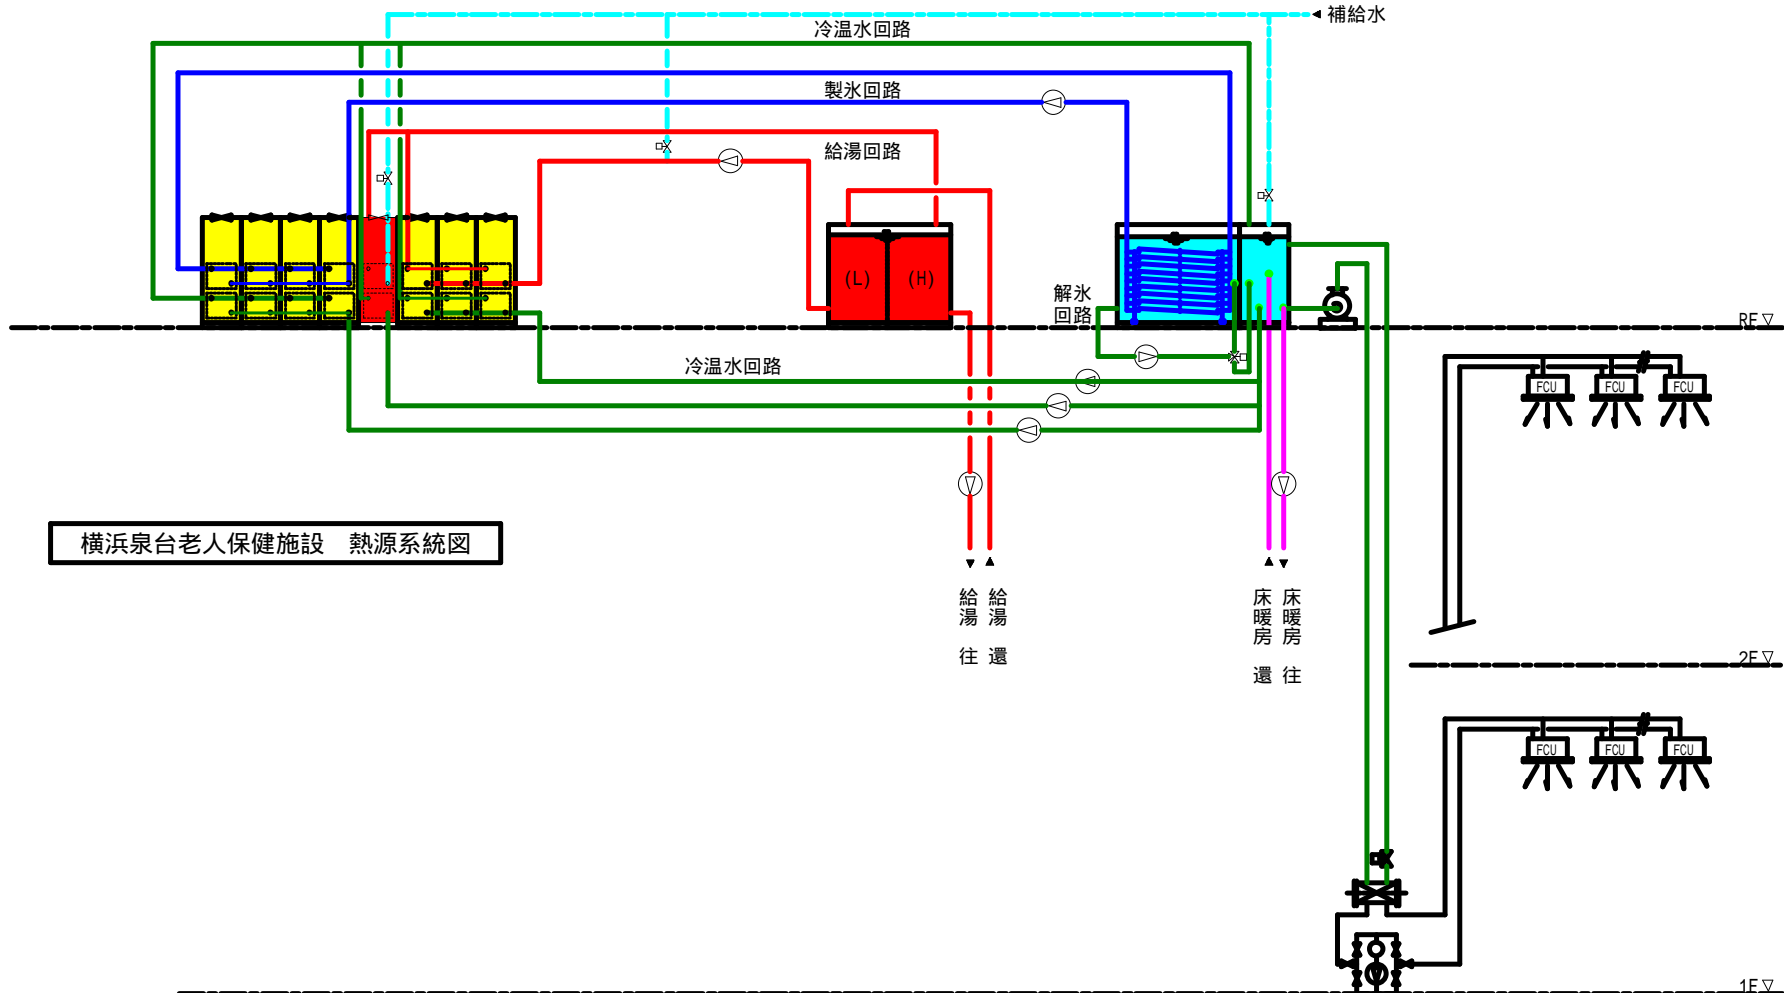 補給水
冷温水回路
製氷回路
給湯回路
(L)
(H)
解氷
回路
RF
冷温水回路
FCU
FCU
FCU
横浜泉台老人保健施設　熱源系統図
給湯　往
給湯　還
床暖房　還
床暖房　往
2F
FCU
FCU
FCU
1F